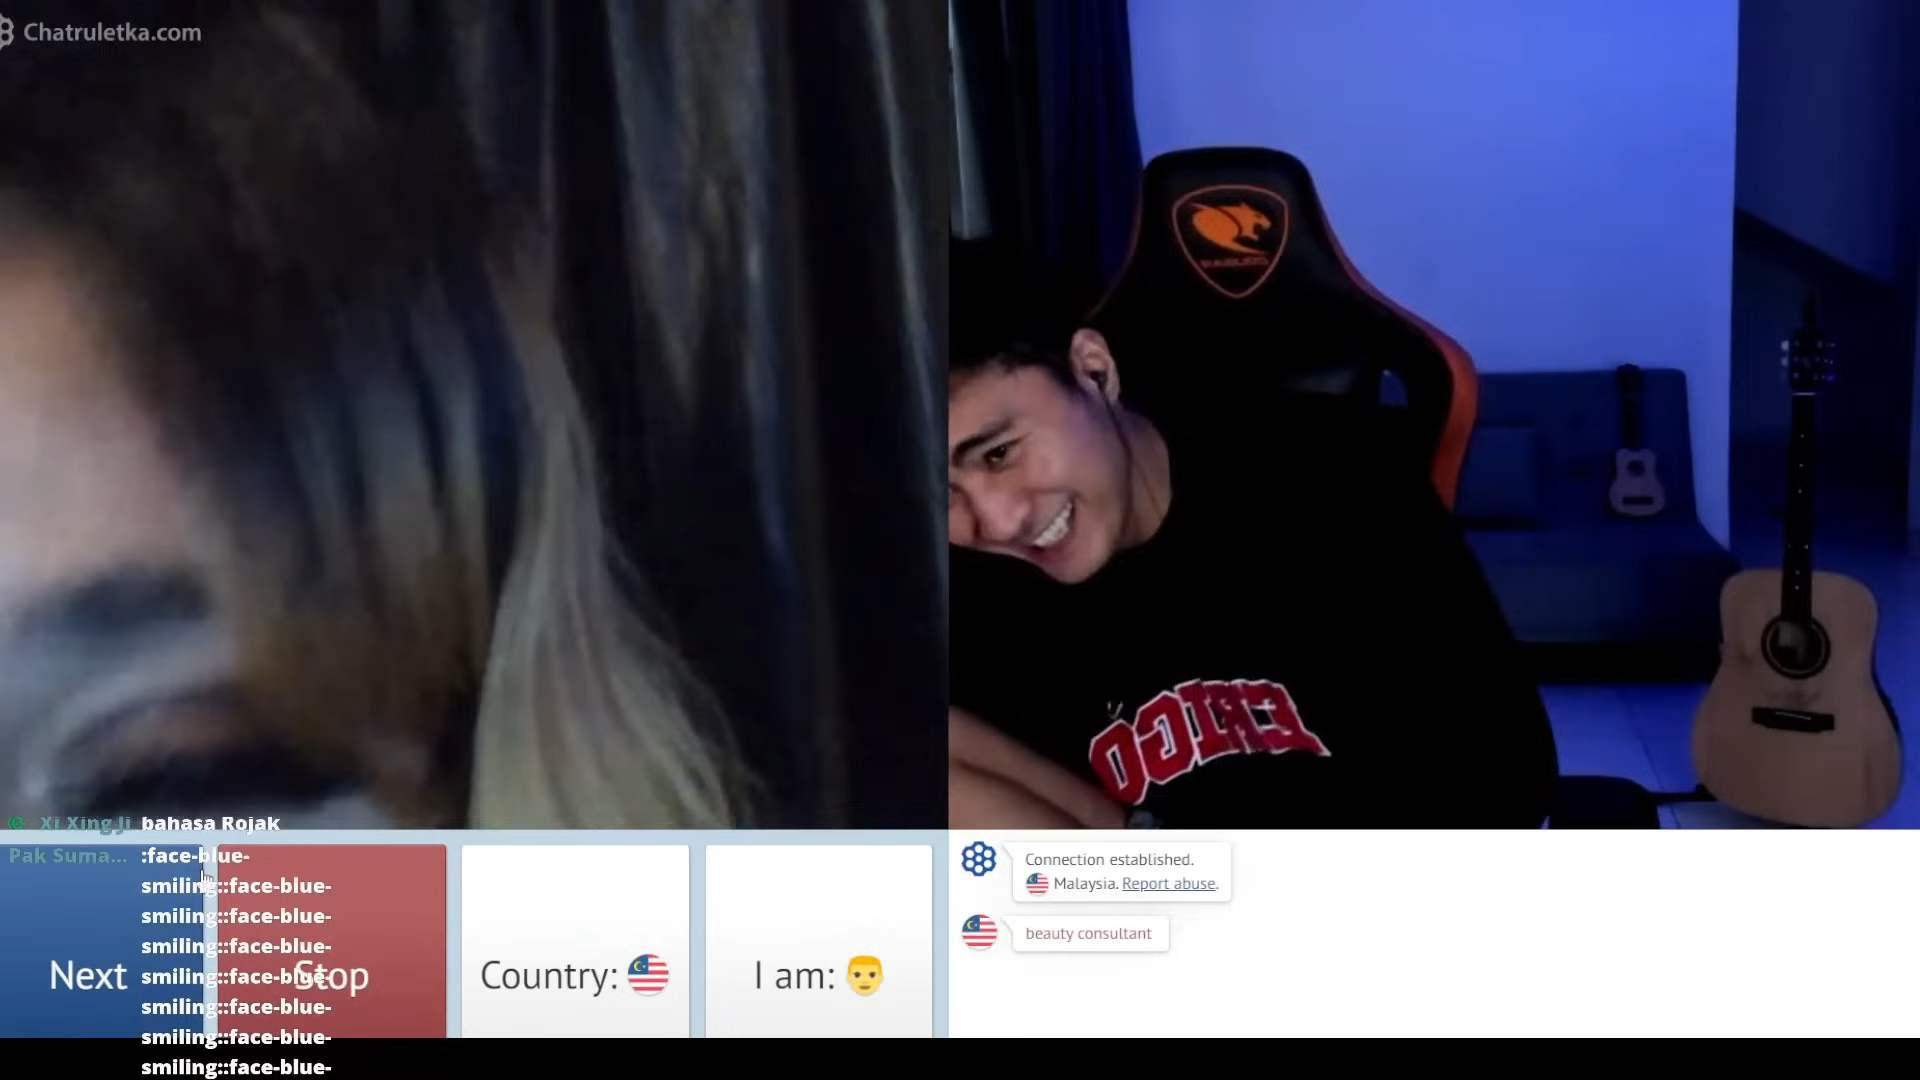 Chatruletka.com
COUGAR
ERIGO
Xi Xing Ji bahasa Rojak
Pak Suma... :face-blue-
smiling::face-blue-
smiling::face-blue-
smiling::face-blue-
smiling::face-blue-
smiling::face-blue-
smiling::face-blue-
smiling::face-blue-
Next
Stop
Country:
I am:
Connection established.
Malaysia. Report abuse.
beauty consultant